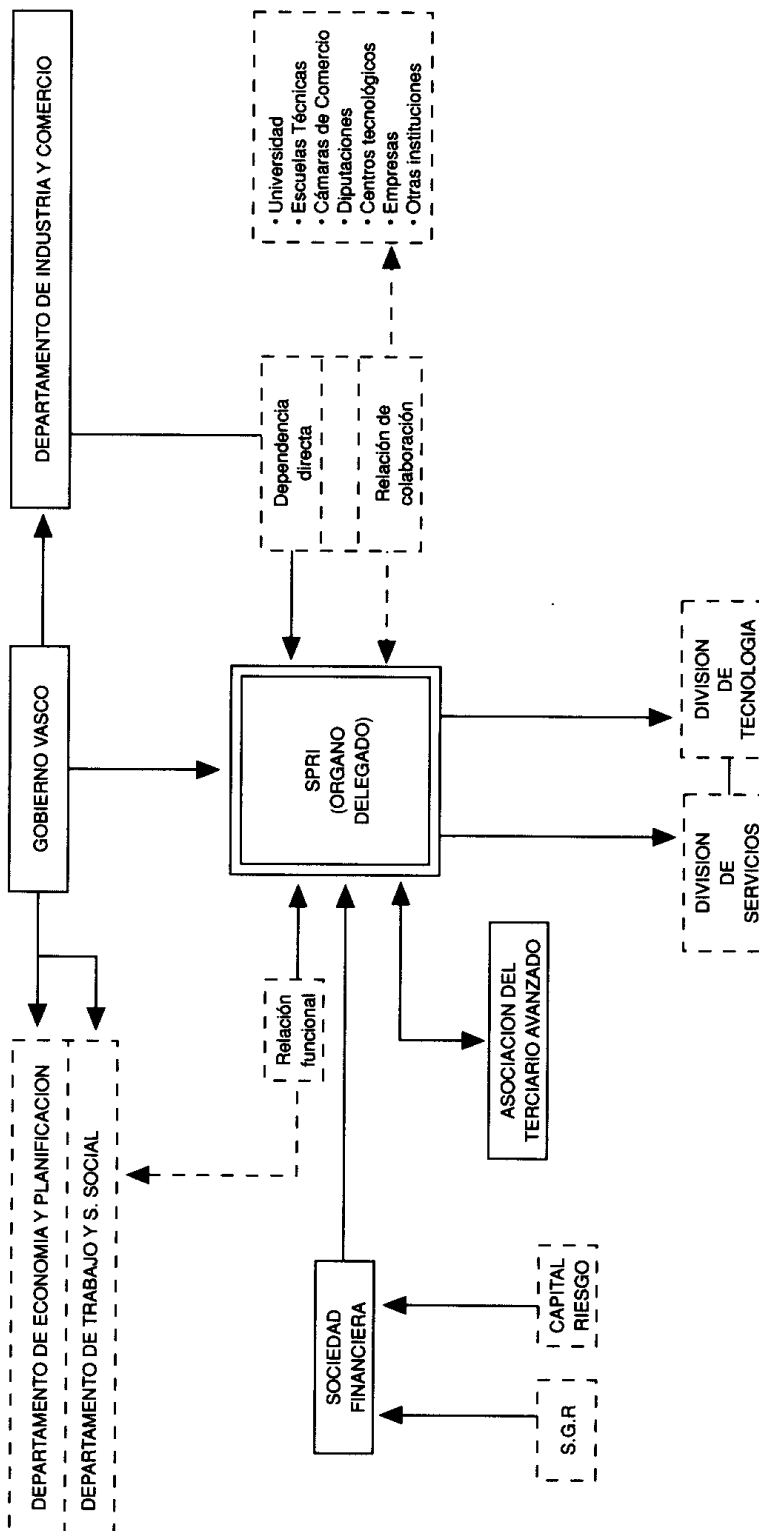 GOBIERNO VASCO
DEPARTAMENTO DE ECONOMIA Y PLANIFICACION
DEPARTAMENTO DE TRABAJO Y S. SOCIAL
DEPARTAMENTO DE INDUSTRIA Y COMERCIO
Relación
funcional
SPRI
(ORGANO
DELEGADO)
Dependencia
directa
Relación de
colaboración
• Universidad
• Escuelas Técnicas
• Cámaras de Comercio
• Diputaciones
• Centros tecnológicos
• Empresas
• Otras instituciones
SOCIEDAD
FINANCIERA
S.G.R
CAPITAL
RIESGO
ASOCIACION DEL
TERCIARIO AVANZADO
DIVISION
DE
SERVICIOS
DIVISION
DE
TECNOLOGIA